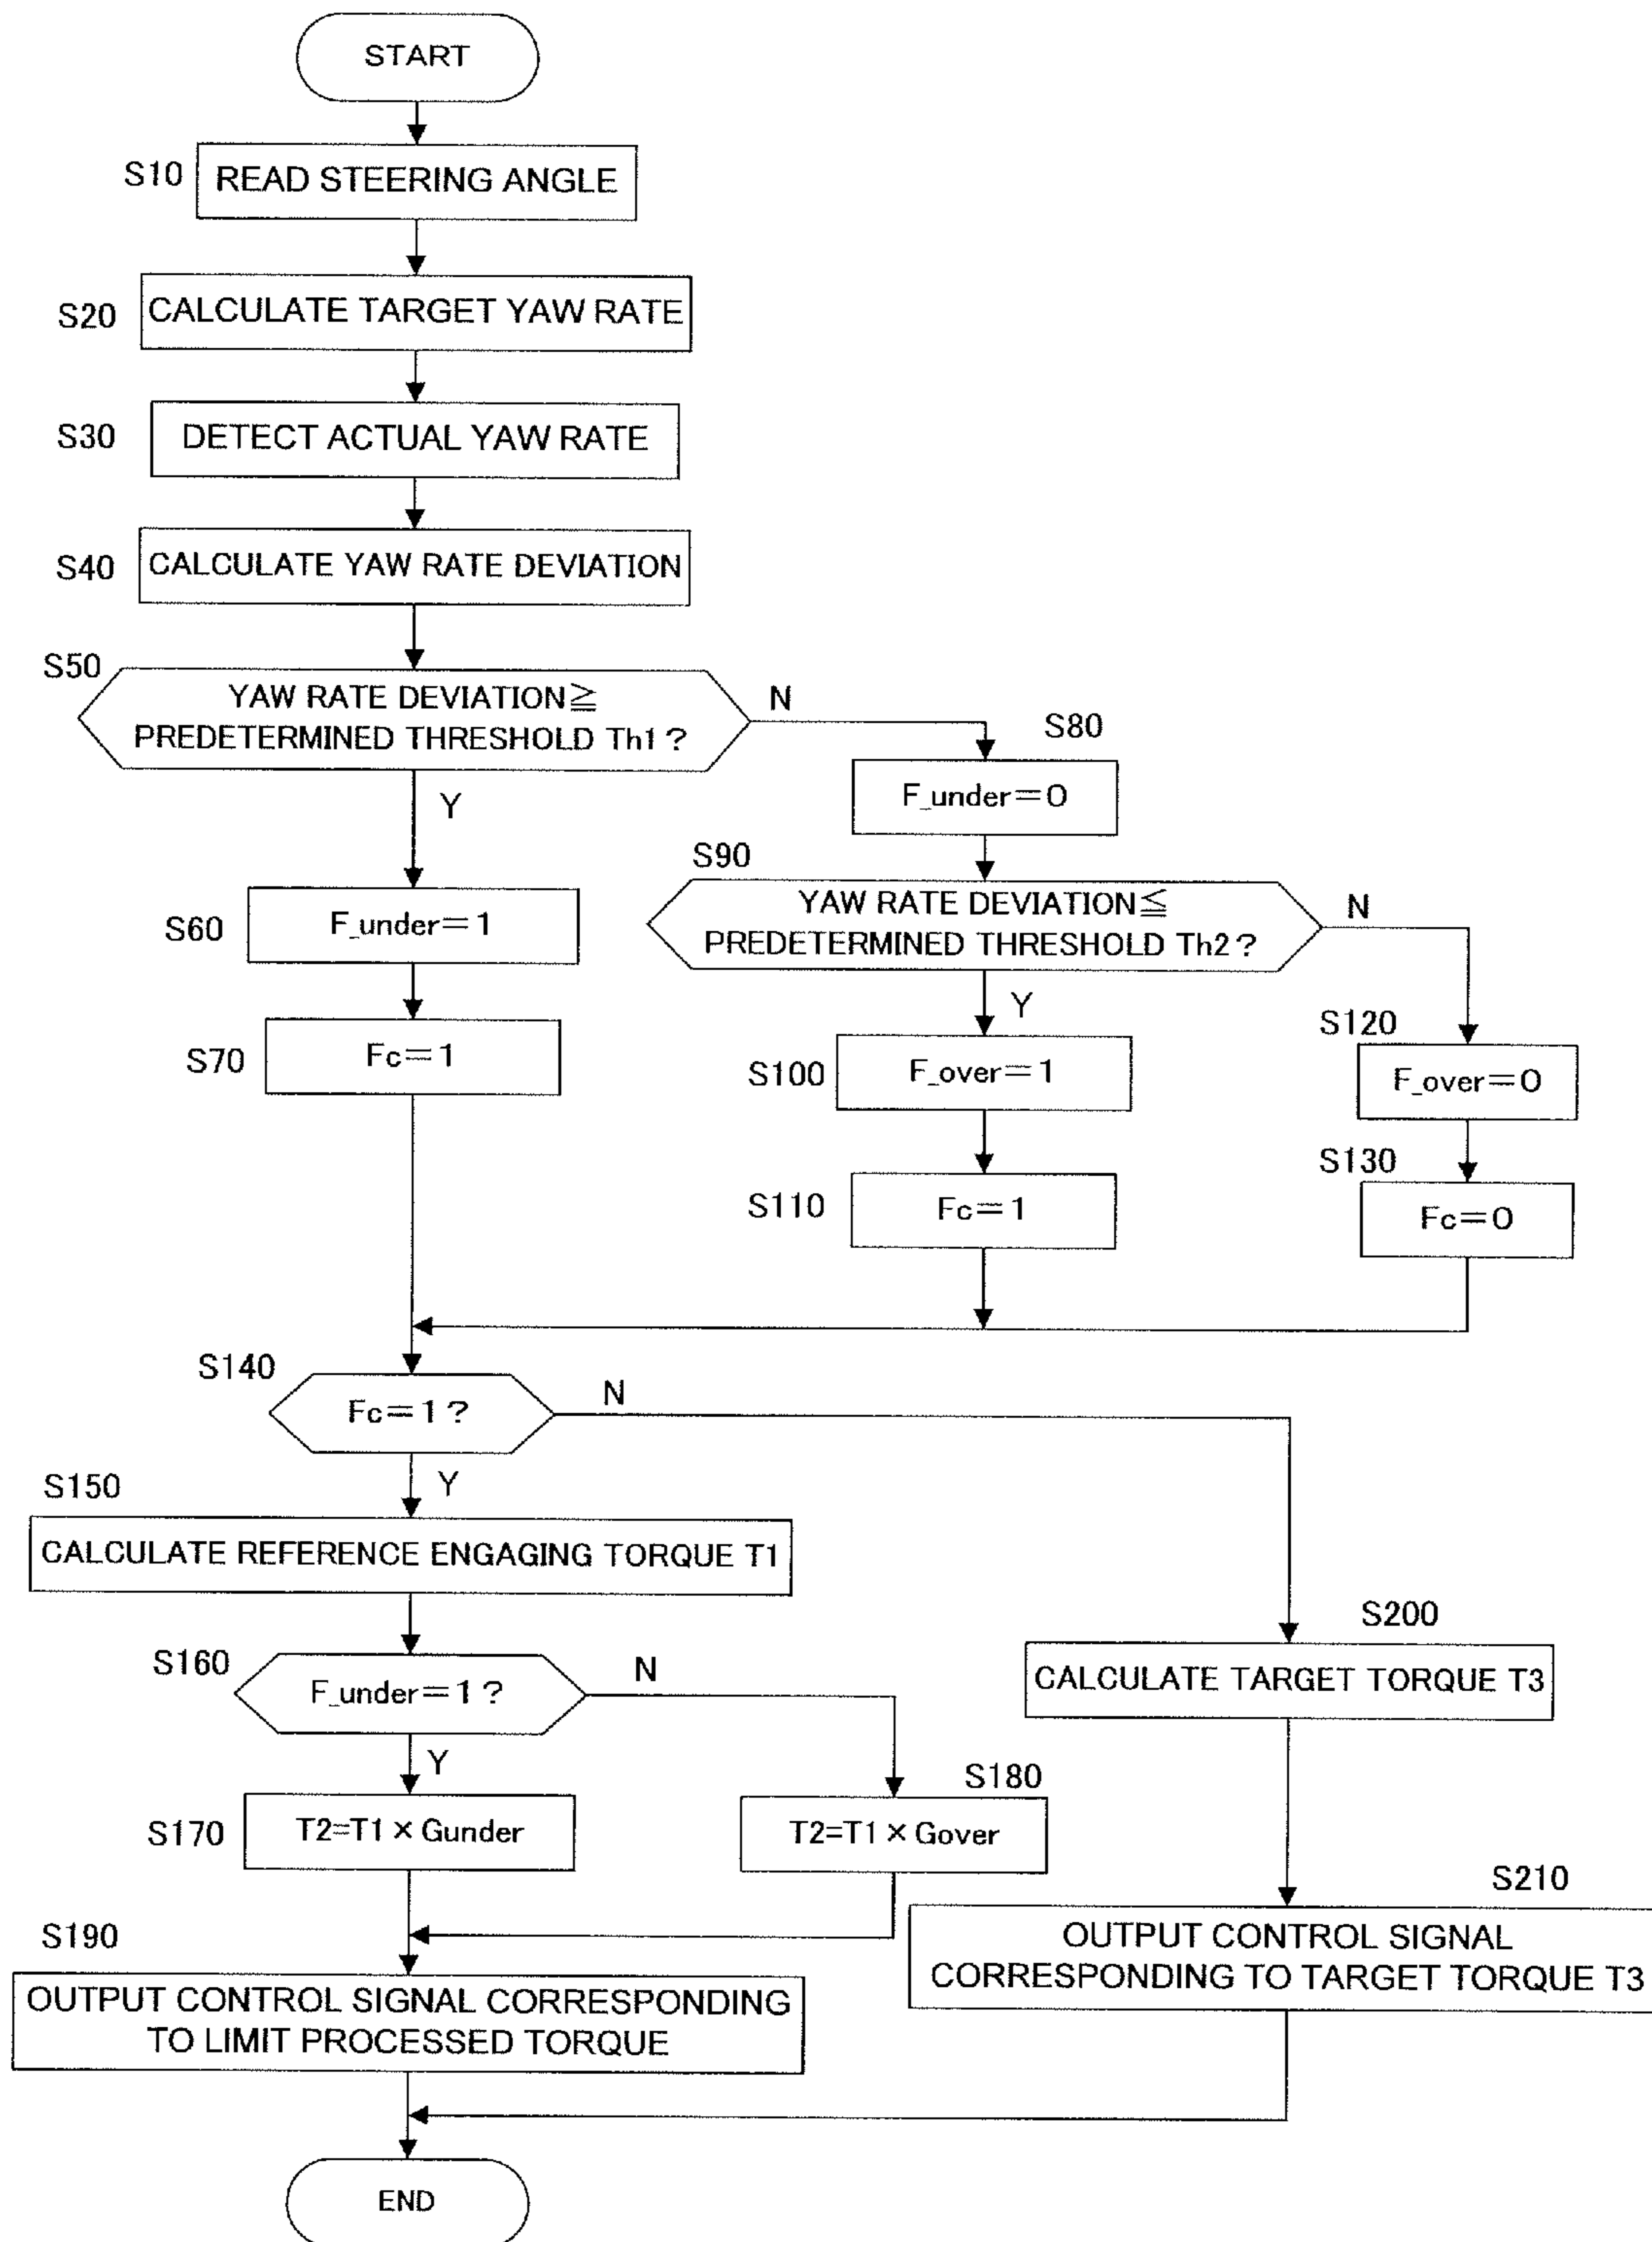 START
S10
READ STEERING ANGLE
S20
CALCULATE TARGET YAW RATE
S30
DETECT ACTUAL YAW RATE
S40
CALCULATE YAW RATE DEVIATION
S50
YAW RATE DEVIATION≧
PREDETERMINED THRESHOLD Th1?
N
Y
S80
F_under=0
S60
F_under=1
S70
Fc=1
S90
YAW RATE DEVIATION≦
PREDETERMINED THRESHOLD Th2?
N
Y
S100
F_over=1
S110
Fc=1
S120
F_over=0
S130
Fc=0
S140
Fc=1?
N
Y
S150
CALCULATE REFERENCE ENGAGING TORQUE T1
S160
F_under=1?
N
Y
S170
T2=T1×Gunder
S180
T2=T1×Gover
S190
OUTPUT CONTROL SIGNAL CORRESPONDING
TO LIMIT PROCESSED TORQUE
S200
CALCULATE TARGET TORQUE T3
S210
OUTPUT CONTROL SIGNAL
CORRESPONDING TO TARGET TORQUE T3
END